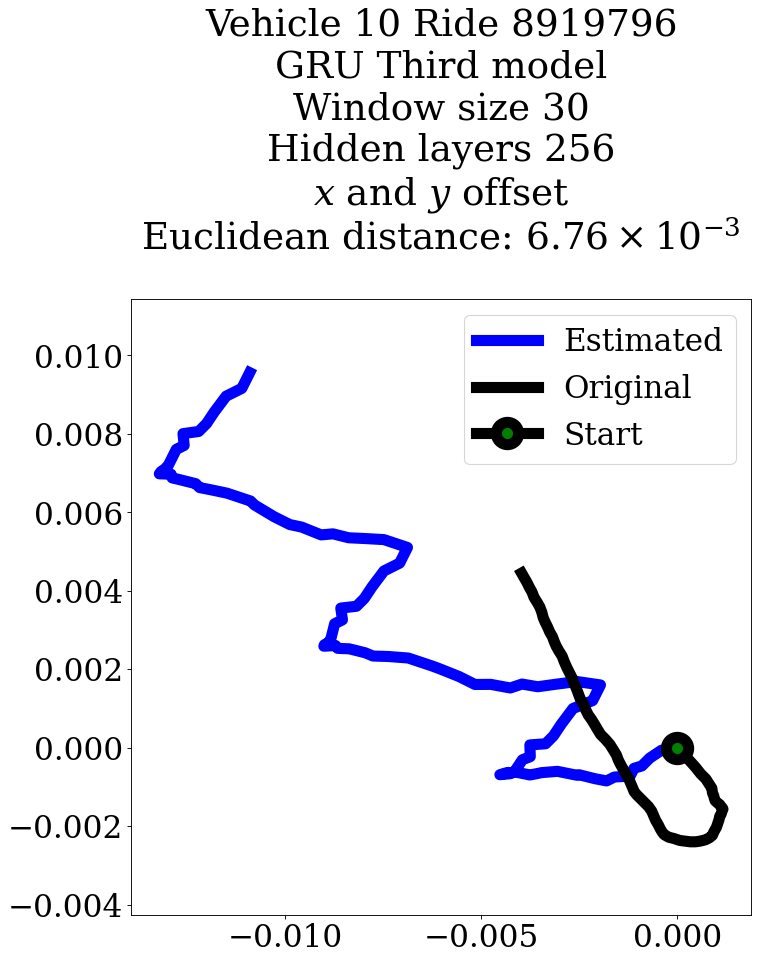 Vehicle 10 Ride 8919796
GRU Third model
Window size 30
Hidden layers 256
x and y offset
Euclidean distance: 6.76 × 10⁻³
Estimated
Original
Start
0.010
0.008
0.006
0.004
0.002
0.000
−0.002
−0.004
−0.010 −0.005 0.000